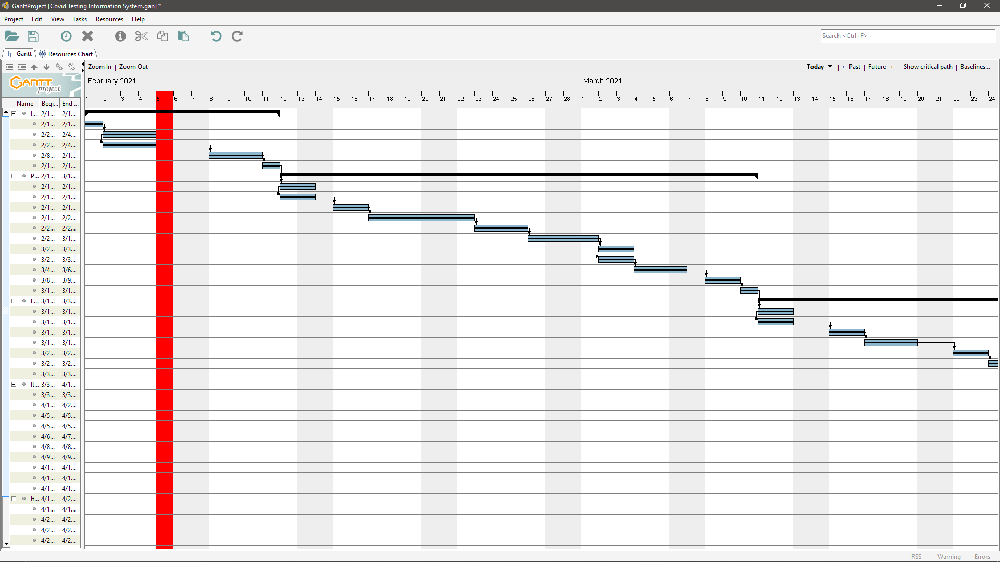 GanttProject [Covid Testing Information System.gan] *
Project Edit View Tasks Resources Help
Search <Ctrl+F>
Gantt Resources Chart
Zoom In | Zoom Out Today | ← Past | Future → Show critical path | Baselines...
GANTT project
February 2021 March 2021
1 2 3 4 5 6 7 8 9 10 11 12 13 14 15 16 17 18 19 20 21 22 23 24 25 26 27 28 1 2 3 4 5 6 7 8 9 10 11 12 13 14 15 16 17 18 19 20 21 22 23 24
Name Begi... End ...
I... 2/1... 2/1...
2/1... 2/1...
2/2... 2/4...
2/2... 2/4...
2/8... 2/1...
2/1... 2/1...
P... 2/1... 3/1...
2/1... 2/1...
2/1... 2/1...
2/1... 2/1...
2/1... 2/2...
2/2... 2/2...
2/2... 3/1...
3/2... 3/3...
3/2... 3/3...
3/4... 3/6...
3/8... 3/9...
3/1... 3/1...
E... 3/1... 3/3...
3/1... 3/1...
3/1... 3/1...
3/1... 3/1...
3/1... 3/1...
3/2... 3/2...
3/2... 3/2...
3/3... 3/3...
It... 3/3... 4/1...
3/3... 3/3...
4/1... 4/2...
4/5... 4/5...
4/5... 4/5...
4/6... 4/7...
4/8... 4/8...
4/9... 4/9...
4/1... 4/1...
4/1... 4/1...
4/1... 4/1...
It... 4/1... 4/2...
4/1... 4/1...
4/2... 4/2...
4/2... 4/2...
4/2... 4/2...
RSS Warning Errors